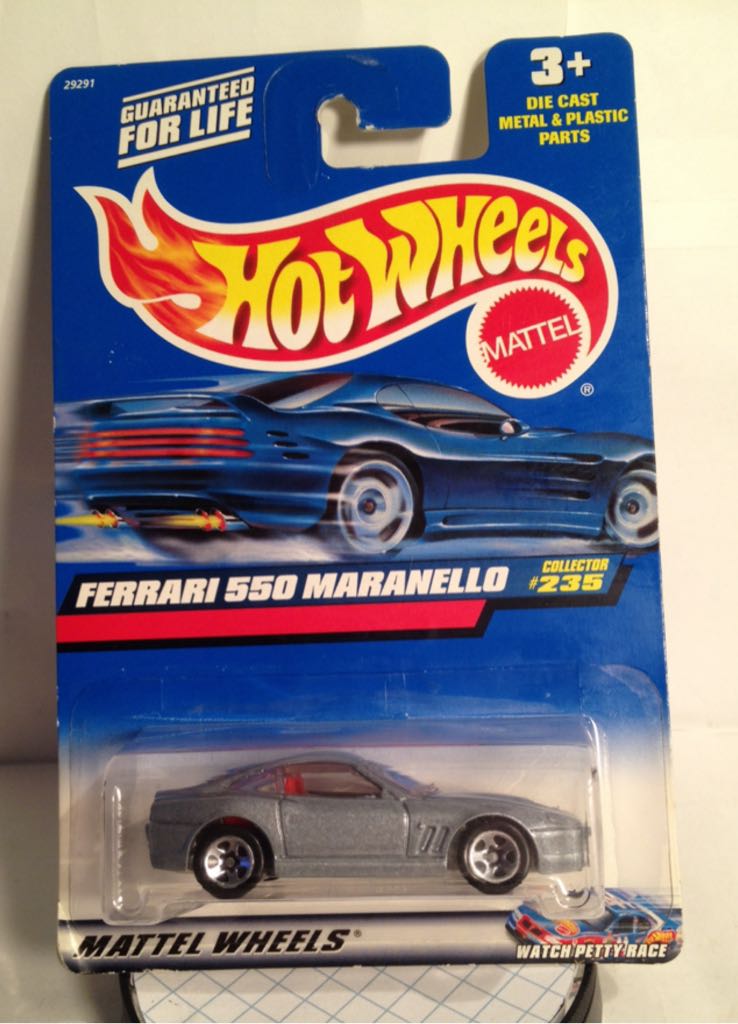 29291
GUARANTEED
FOR LIFE
3+
DIE CAST
METAL & PLASTIC
PARTS
Hot Wheels
MATTEL
®
FERRARI 550 MARANELLO
COLLECTOR
#235
MATTEL WHEELS®
WATCH PETTY RACE